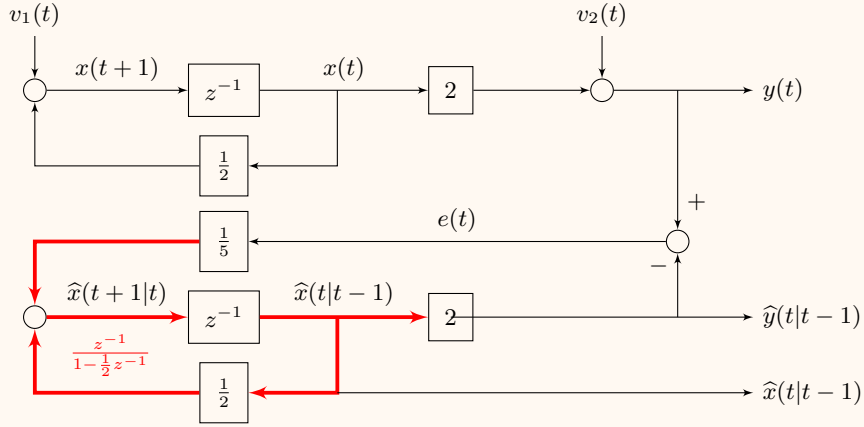 v₁(t) v₂(t)
x(t+1) z⁻¹ x(t) 2 y(t)
1/2
+
1/5 e(t)
−
x̂(t+1|t) z⁻¹ x̂(t|t−1) 2 ŷ(t|t−1)
z⁻¹/(1−½z⁻¹)
1/2 x̂(t|t−1)